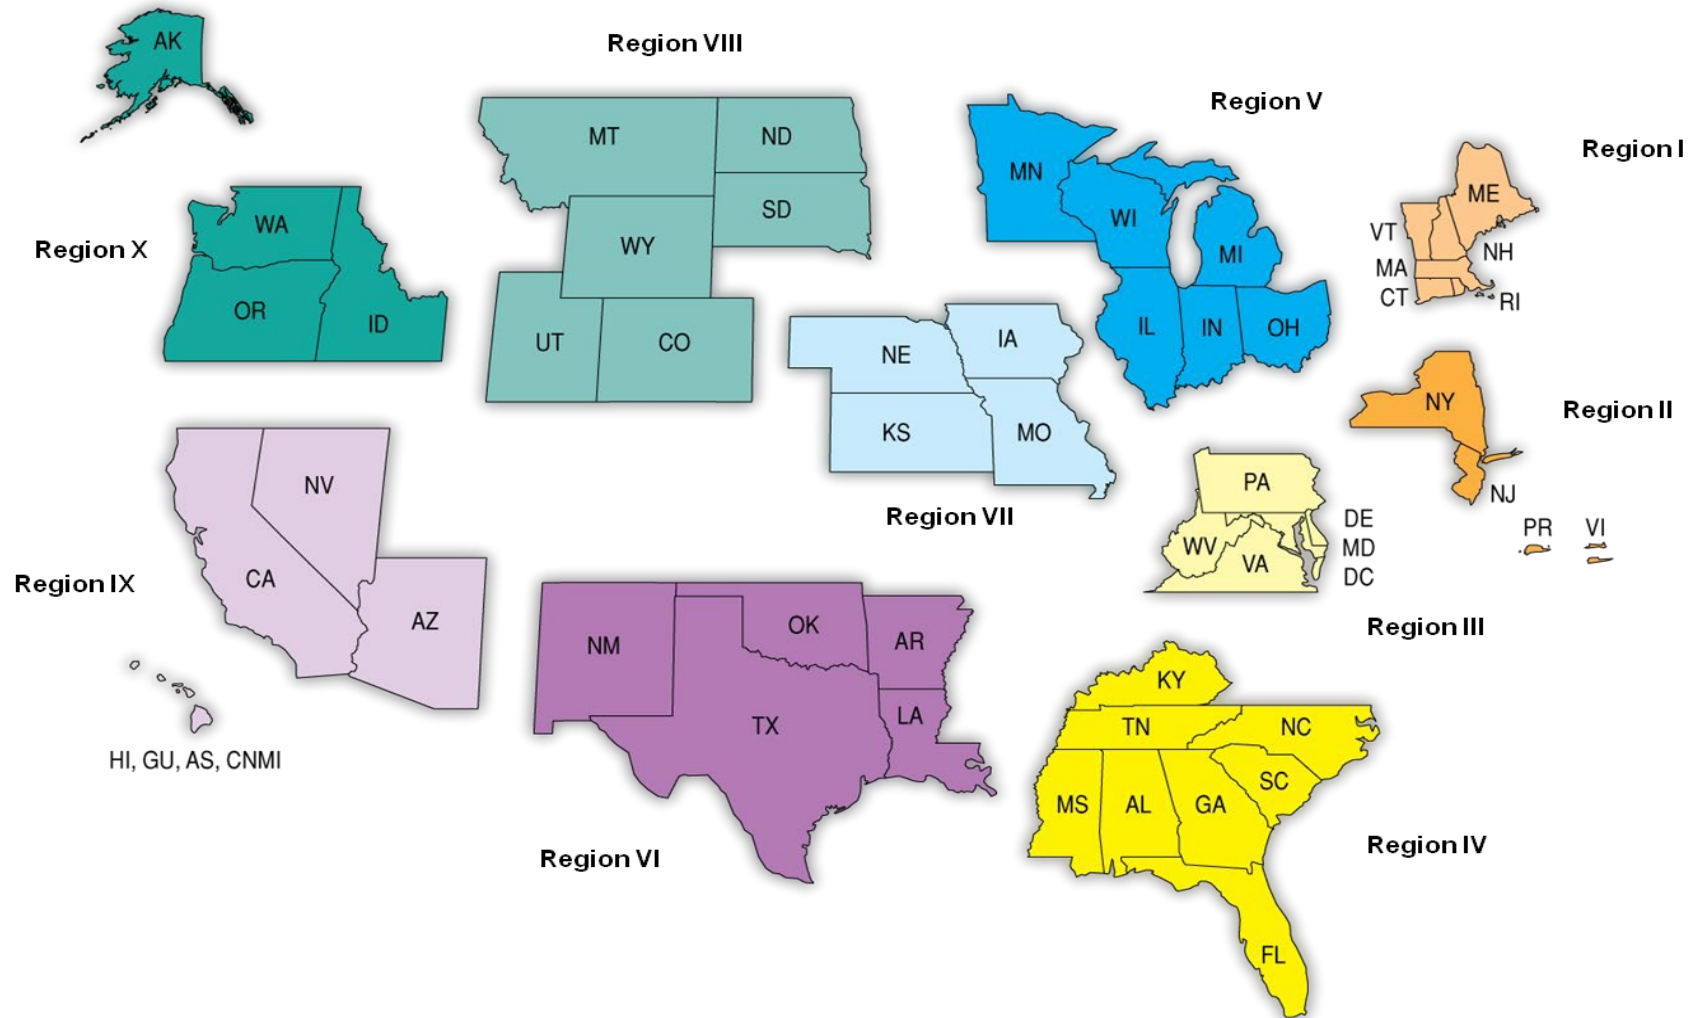 AK
Region VIII
Region V
Region I
MT
ND
MN
ME
SD
WI
WA
VT
Region X
WY
MI
NH
MA
CT
RI
OR
ID
UT
CO
NE
IA
IL
IN
OH
NY
Region II
KS
MO
NV
PA
NJ
Region VII
DE
PR
VI
WV
VA
MD
DC
CA
Region IX
AZ
NM
OK
AR
Region III
KY
TX
LA
TN
NC
HI, GU, AS, CNMI
SC
MS
AL
GA
Region VI
Region IV
FL